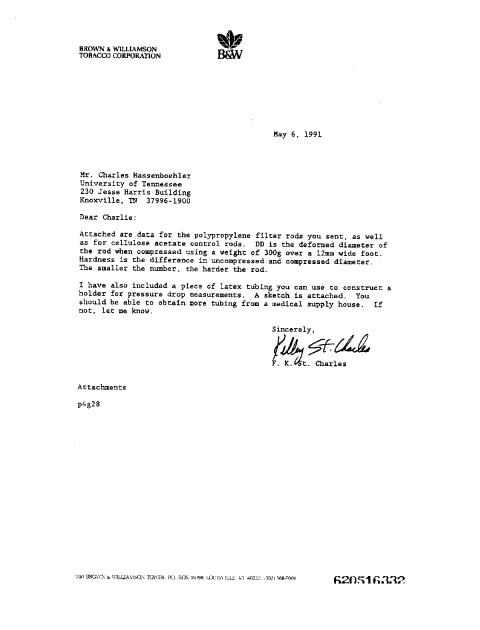 BROWN & WILLIAMSON
TOBACCO CORPORATION
B&W
May 6, 1991
Mr. Charles Hassenboehler
University of Tennessee
230 Jesse Harris Building
Knoxville, TN 37996-1900
Dear Charlie:
Attached are data for the polypropylene filter rods you sent, as well
as for cellulose acetate control rods. DD is the deformed diameter of
the rod when compressed using a weight of 300g over a 12mm wide foot.
Hardness is the difference in uncompressed and compressed diameter.
The smaller the number, the harder the rod.
I have also included a piece of latex tubing you can use to construct a
holder for pressure drop measurements. A sketch is attached. You
should be able to obtain more tubing from a medical supply house. If
not, let me know.
Sincerely,
Kelley St. Charles
F. K. St. Charles
Attachments
p4g28
BROWN & WILLIAMSON TOWER, P.O. BOX 35090, LOUISVILLE, KY 40232, (502) 568-7000
620516332